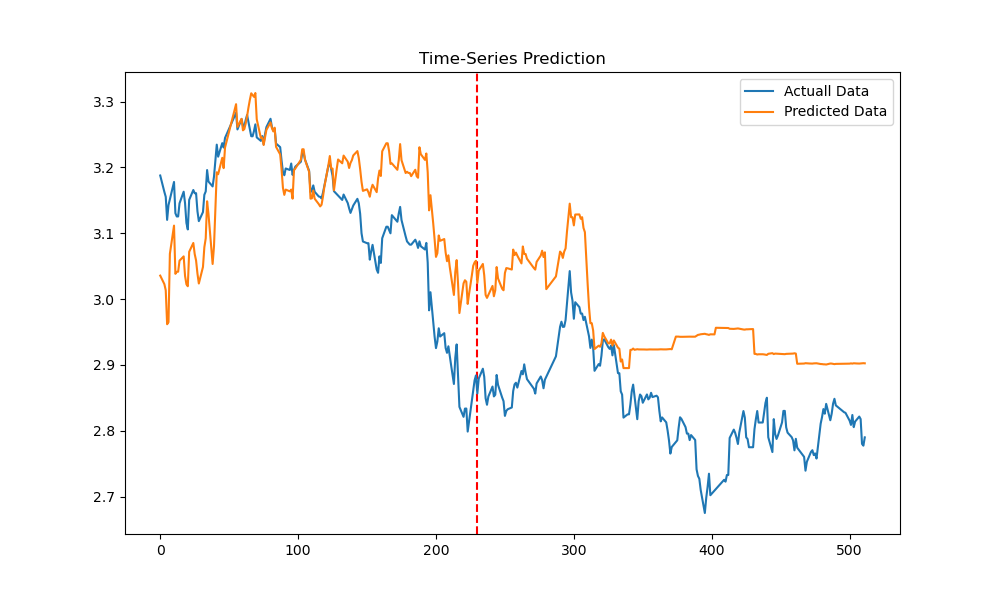 Time-Series Prediction
Actuall Data
Predicted Data
3.3
3.2
3.1
3.0
2.9
2.8
2.7
0 100 200 300 400 500